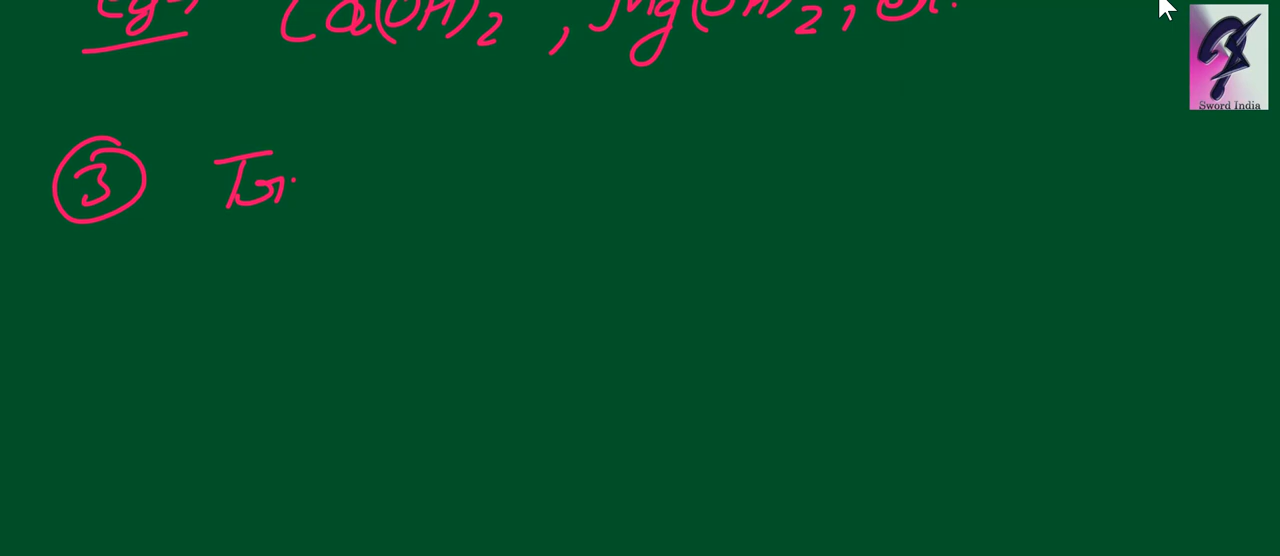 Eg:-) Ca(OH)2 , Mg(OH)2 , etc.
③ Tri
Sword India